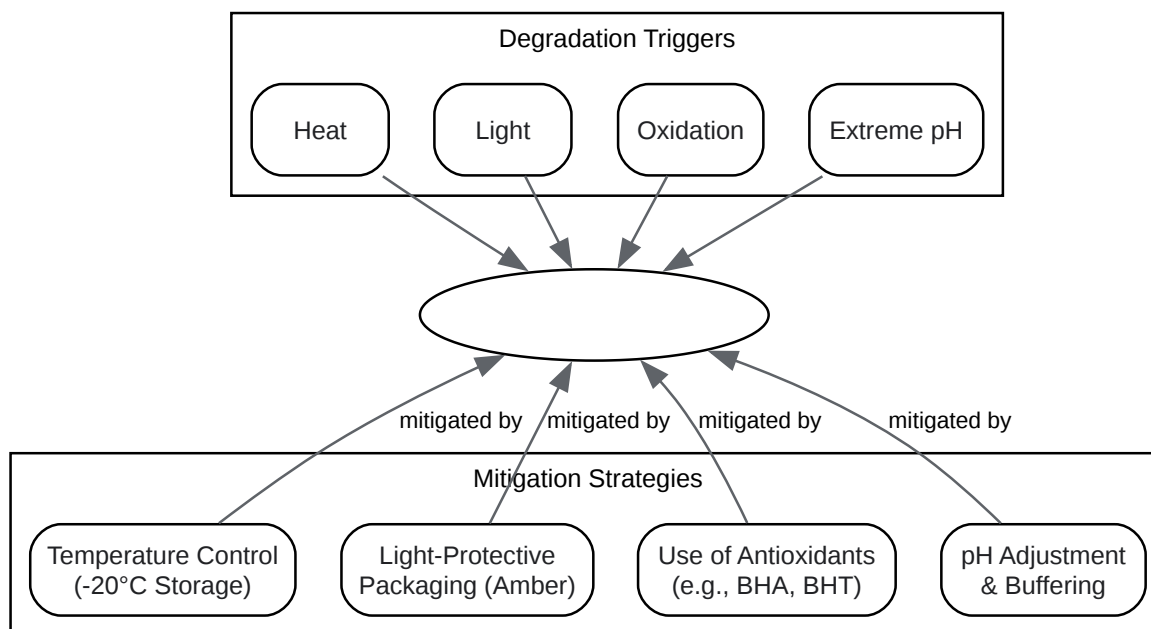 Degradation Triggers
Heat
Light
Oxidation
Extreme pH
mitigated by
mitigated by
mitigated by
mitigated by
Mitigation Strategies
Temperature Control
(-20°C Storage)
Light-Protective
Packaging (Amber)
Use of Antioxidants
(e.g., BHA, BHT)
pH Adjustment
& Buffering